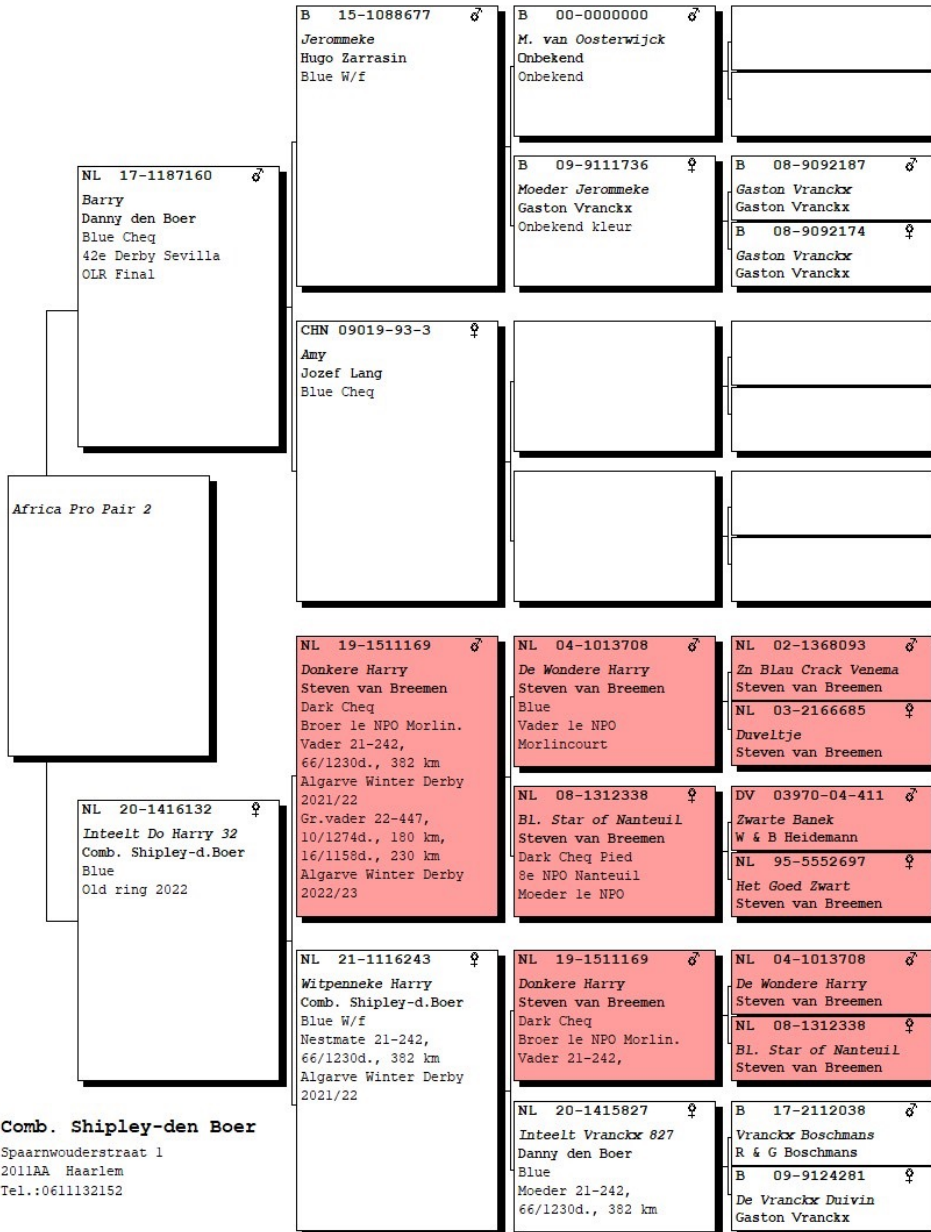 B 15-1088677 ♂
Jerommeke
Hugo Zarrasin
Blue W/f
B 00-0000000 ♂
M. van Oosterwijck
Onbekend
Onbekend
NL 17-1187160 ♂
Barry
Danny den Boer
Blue Cheq
42e Derby Sevilla
OLR Final
B 09-9111736 ♀
Moeder Jerommeke
Gaston Vranckx
Onbekend kleur
B 08-9092187 ♂
Gaston Vranckx
Gaston Vranckx
B 08-9092174 ♀
Gaston Vranckx
Gaston Vranckx
CHN 09019-93-3 ♀
Amy
Jozef Lang
Blue Cheq
Africa Pro Pair 2
NL 19-1511169 ♂
Donkere Harry
Steven van Breemen
Dark Cheq
Broer 1e NPO Morlin.
Vader 21-242,
66/1230d., 382 km
Algarve Winter Derby
2021/22
Gr.vader 22-447,
10/1274d., 180 km,
16/1158d., 230 km
Algarve Winter Derby
2022/23
NL 04-1013708 ♂
De Wondere Harry
Steven van Breemen
Blue
Vader 1e NPO
Morlincourt
NL 02-1368093 ♂
Zn Blau Crack Venema
Steven van Breemen
NL 03-2166685 ♀
Duveltje
Steven van Breemen
NL 08-1312338 ♀
Bl. Star of Nanteuil
Steven van Breemen
Dark Cheq Pied
8e NPO Nanteuil
Moeder 1e NPO
DV 03970-04-411 ♂
Zwarte Banek
W & B Heidemann
NL 95-5552697 ♀
Het Goed Zwart
Steven van Breemen
NL 20-1416132 ♀
Inteelt Do Harry 32
Comb. Shipley-d.Boer
Blue
Old ring 2022
NL 21-1116243 ♀
Witpenneke Harry
Comb. Shipley-d.Boer
Blue W/f
Nestmate 21-242,
66/1230d., 382 km
Algarve Winter Derby
2021/22
NL 19-1511169 ♂
Donkere Harry
Steven van Breemen
Dark Cheq
Broer 1e NPO Morlin.
Vader 21-242,
NL 04-1013708 ♂
De Wondere Harry
Steven van Breemen
NL 08-1312338 ♀
Bl. Star of Nanteuil
Steven van Breemen
NL 20-1415827 ♀
Inteelt Vranckx 827
Danny den Boer
Blue
Moeder 21-242,
66/1230d., 382 km
B 17-2112038 ♂
Vranckx Boschmans
R & G Boschmans
B 09-9124281 ♀
De Vranckx Duivin
Gaston Vranckx
Comb. Shipley-den Boer
Spaarnwouderstraat 1
2011AA Haarlem
Tel.:0611132152